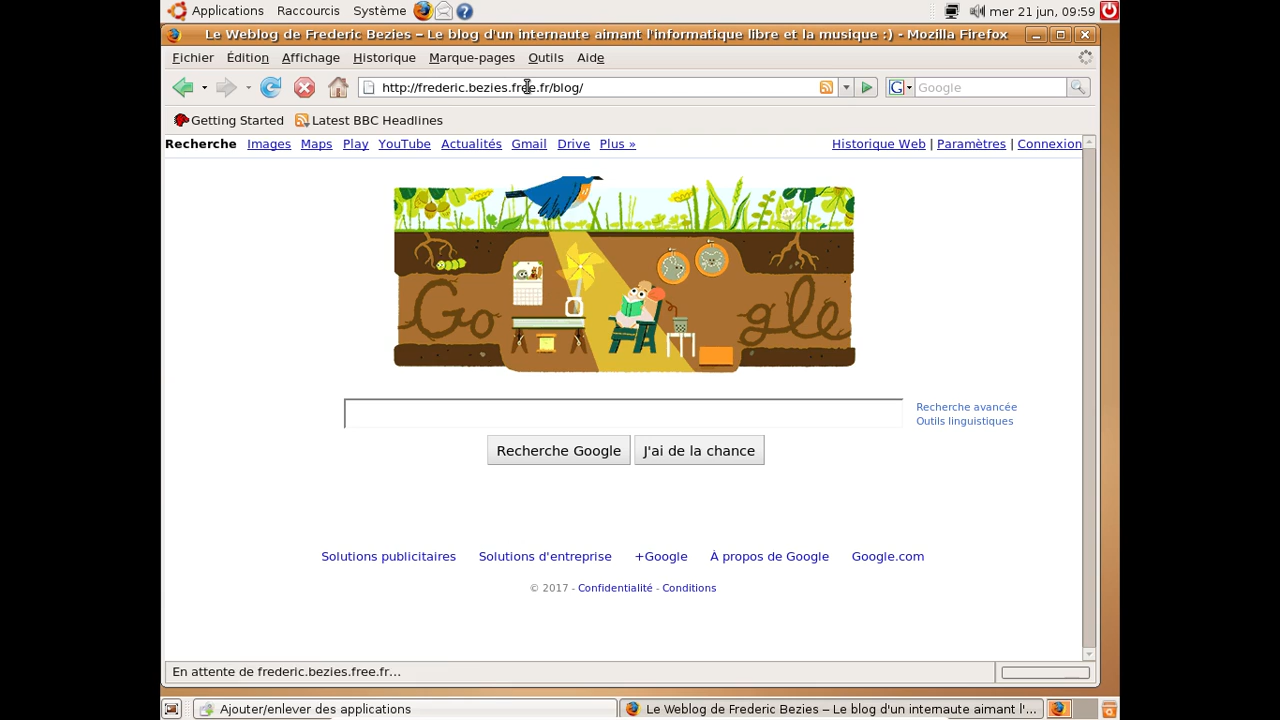 Applications Raccourcis Système mer 21 jun, 09:59
Le Weblog de Frederic Bezies – Le blog d'un internaute aimant l'informatique libre et la musique :) - Mozilla Firefox
Fichier Édition Affichage Historique Marque-pages Outils Aide
http://frederic.bezies.free.fr/blog/ G Google
Getting Started Latest BBC Headlines
Recherche Images Maps Play YouTube Actualités Gmail Drive Plus » Historique Web | Paramètres | Connexion
Go gle
Recherche avancée
Outils linguistiques
Recherche Google J'ai de la chance
Solutions publicitaires Solutions d'entreprise +Google À propos de Google Google.com
© 2017 - Confidentialité - Conditions
En attente de frederic.bezies.free.fr...
Ajouter/enlever des applications Le Weblog de Frederic Bezies – Le blog d'un internaute aimant l'...